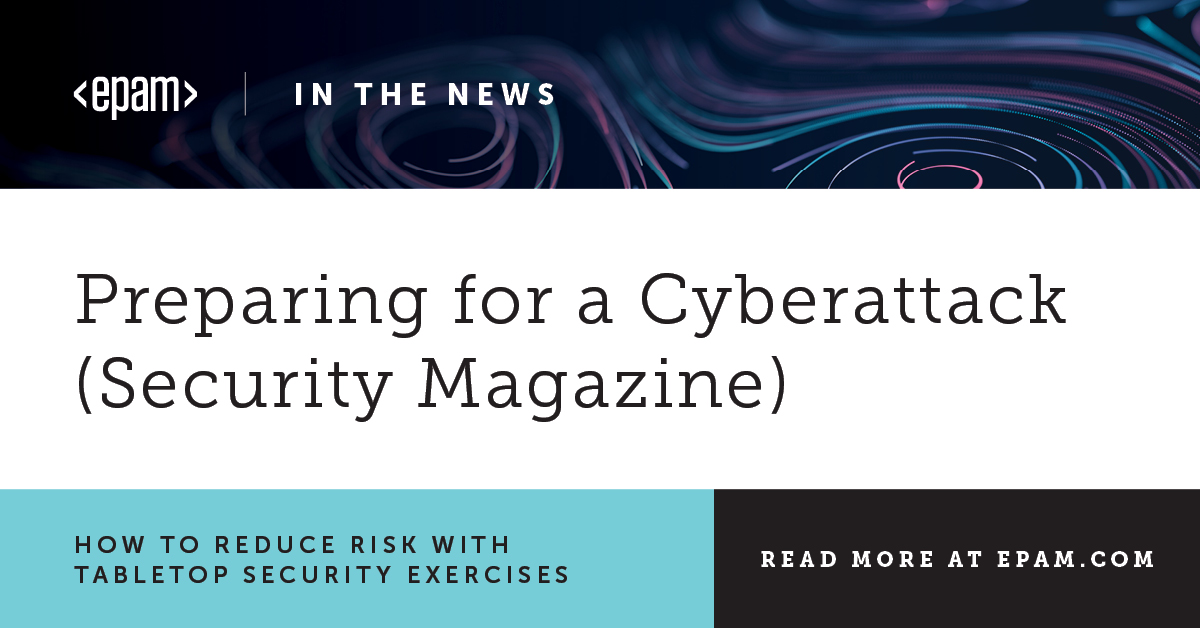 <epam> | IN THE NEWS
Preparing for a Cyberattack
(Security Magazine)
HOW TO REDUCE RISK WITH
TABLETOP SECURITY EXERCISES
READ MORE AT EPAM.COM